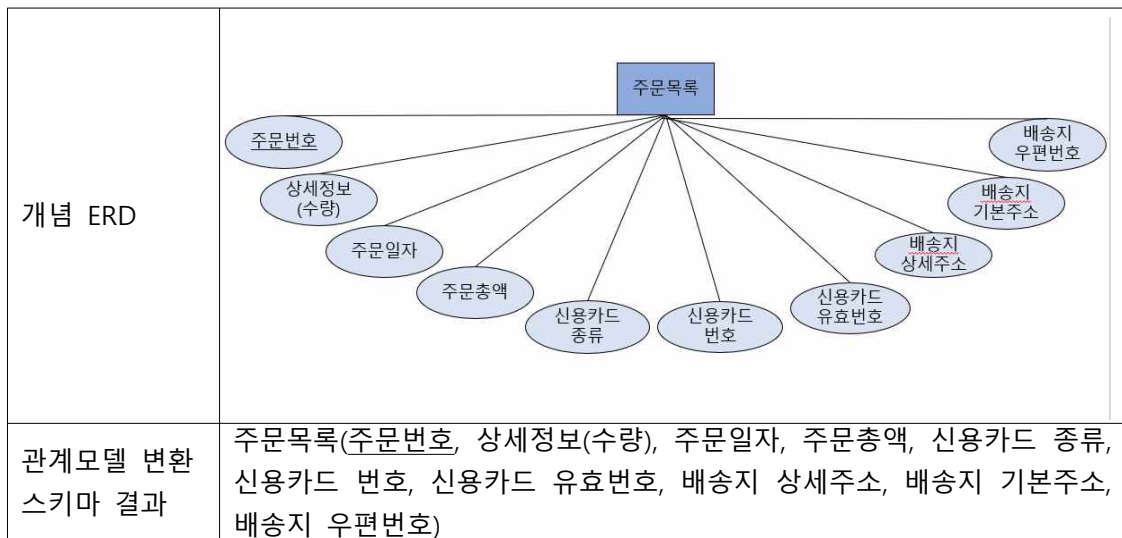 개념 ERD
주문목록
주문번호
상세정보
(수량)
주문일자
주문총액
신용카드
종류
신용카드
번호
신용카드
유효번호
배송지
상세주소
배송지
기본주소
배송지
우편번호
관계모델 변환
스키마 결과
주문목록(주문번호, 상세정보(수량), 주문일자, 주문총액, 신용카드 종류,
신용카드 번호, 신용카드 유효번호, 배송지 상세주소, 배송지 기본주소,
배송지 우편번호)